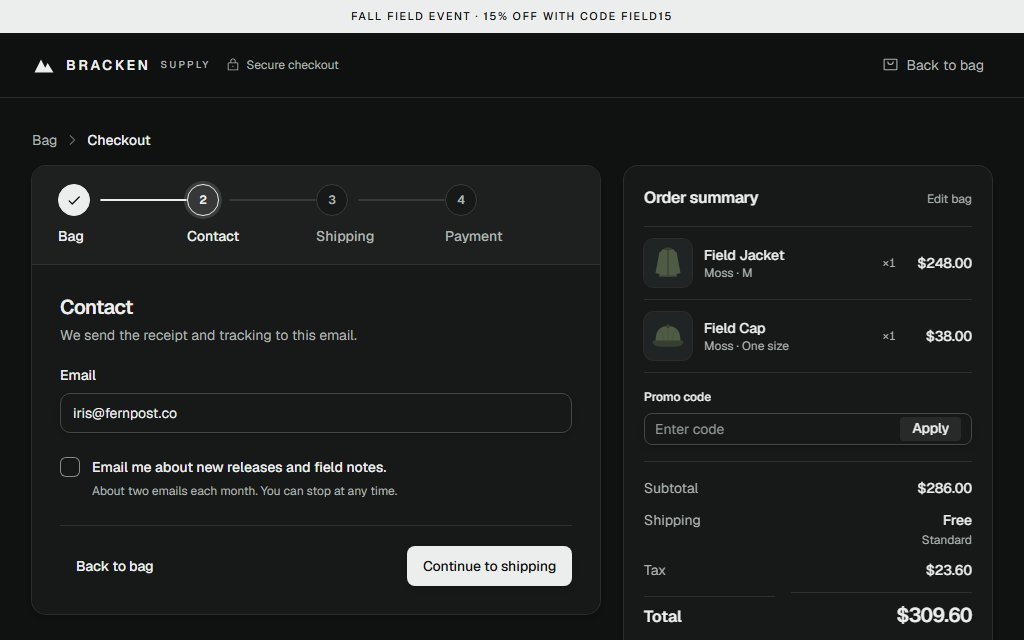 FALL FIELD EVENT · 15% OFF WITH CODE FIELD15
BRACKEN SUPPLY
Secure checkout
Back to bag
Bag
Checkout
2
3
4
Bag
Contact
Shipping
Payment
Contact
We send the receipt and tracking to this email.
Email
iris@fernpost.co
Email me about new releases and field notes.
About two emails each month. You can stop at any time.
Back to bag
Continue to shipping
Order summary
Edit bag
Field Jacket
Moss · M
×1
$248.00
Field Cap
Moss · One size
×1
$38.00
Promo code
Enter code
Apply
Subtotal
$286.00
Shipping
Free
Standard
Tax
$23.60
Total
$309.60